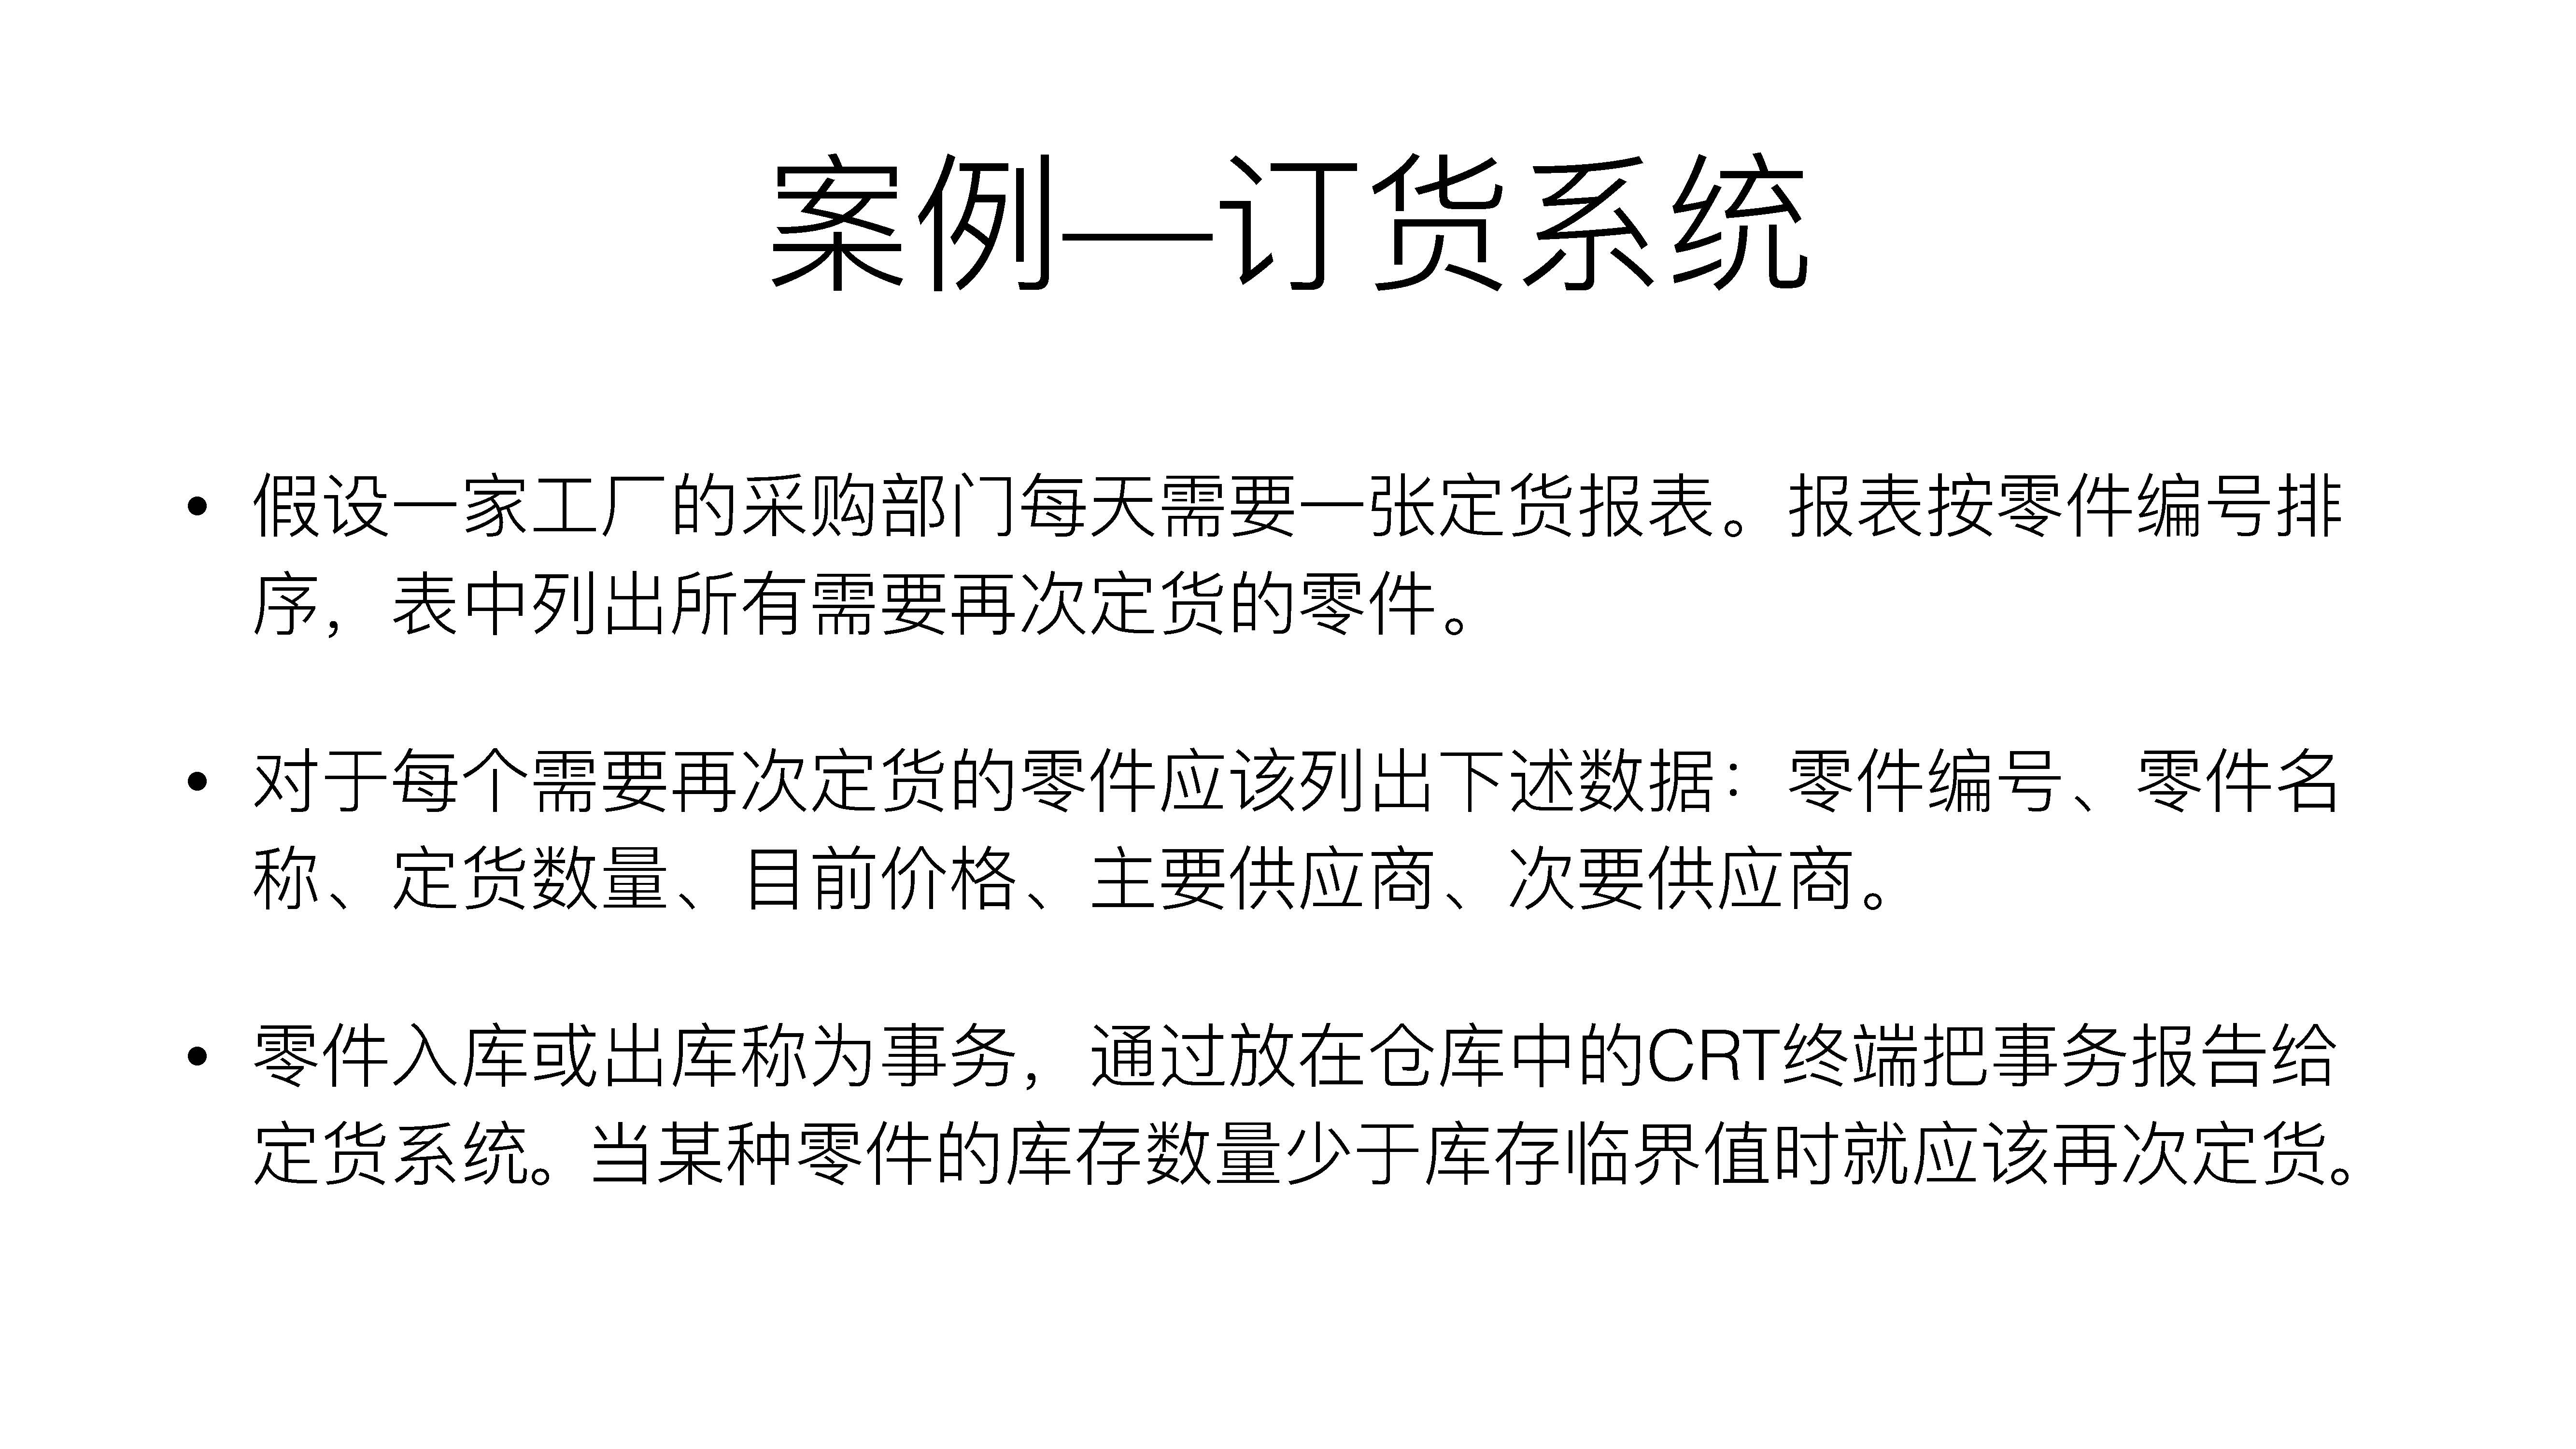 案例—订货系统
• 假设一家工厂的采购部门每天需要一张定货报表。报表按零件编号排
序，表中列出所有需要再次定货的零件。
• 对于每个需要再次定货的零件应该列出下述数据：零件编号、零件名
称、定货数量、目前价格、主要供应商、次要供应商。
• 零件入库或出库称为事务，通过放在仓库中的CRT终端把事务报告给
定货系统。当某种零件的库存数量少于库存临界值时就应该再次定货。